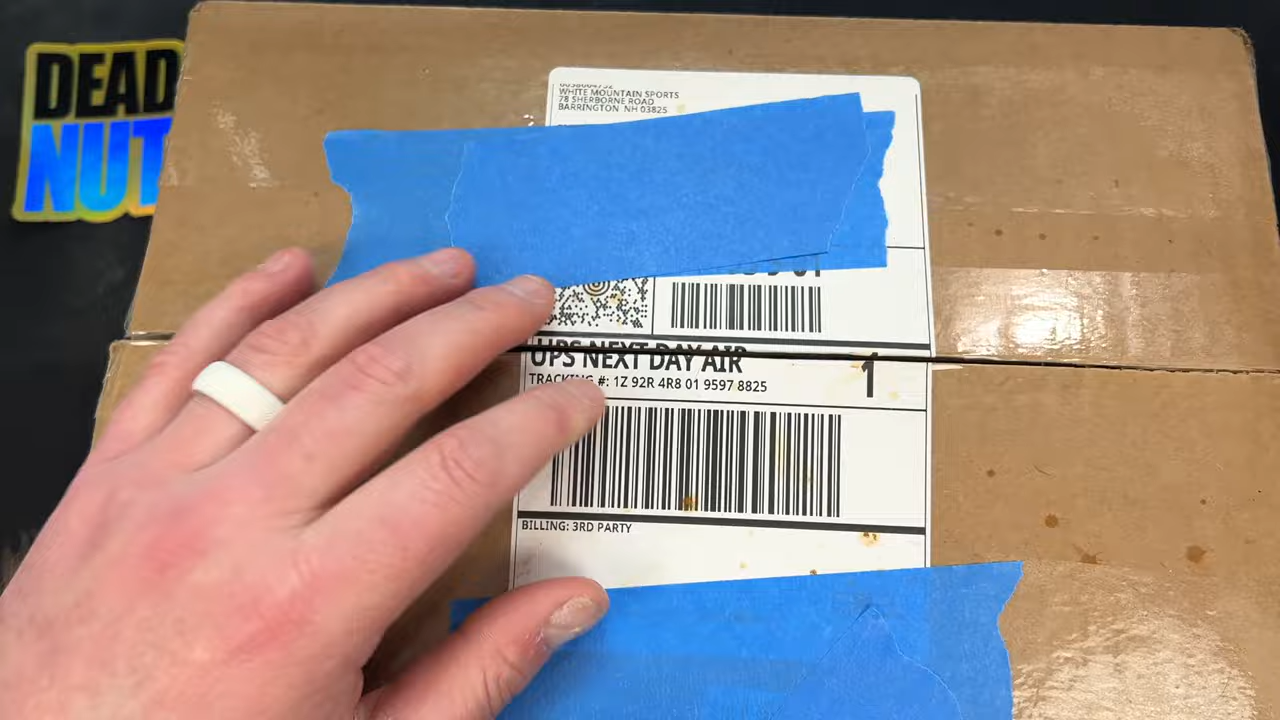 DEAD
NUT
WHITE MOUNTAIN SPORTS
78 SHERBORNE ROAD
BARRINGTON NH 03825
UPS NEXT DAY AIR
1
TRACKING #: 1Z 92R 4R8 01 9597 8825
BILLING: 3RD PARTY